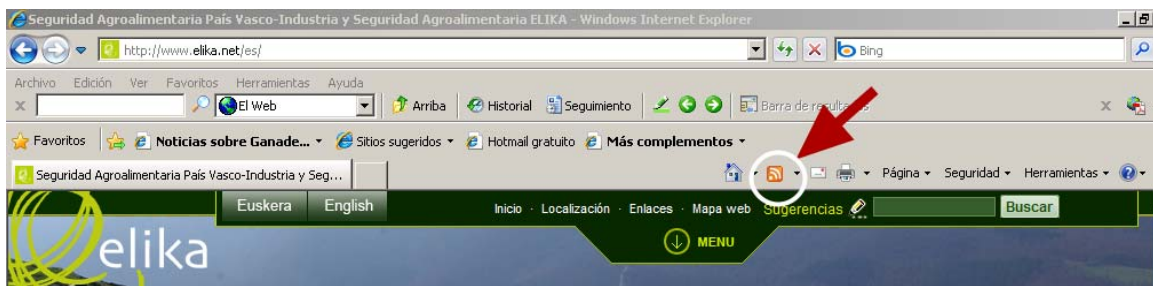 Seguridad Agroalimentaria País Vasco-Industria y Seguridad Agroalimentaria ELIKA - Windows Internet Explorer
http://www.elika.net/es/ Bing
Archivo Edición Ver Favoritos Herramientas Ayuda
x El Web Arriba Historial Seguimiento Barra de resultados x
Favoritos Noticias sobre Ganade... Sitios sugeridos Hotmail gratuito Más complementos
Seguridad Agroalimentaria País Vasco-Industria y Seg... Página Seguridad Herramientas
Euskera English Inicio · Localización · Enlaces · Mapa web Sugerencias Buscar
elika MENU